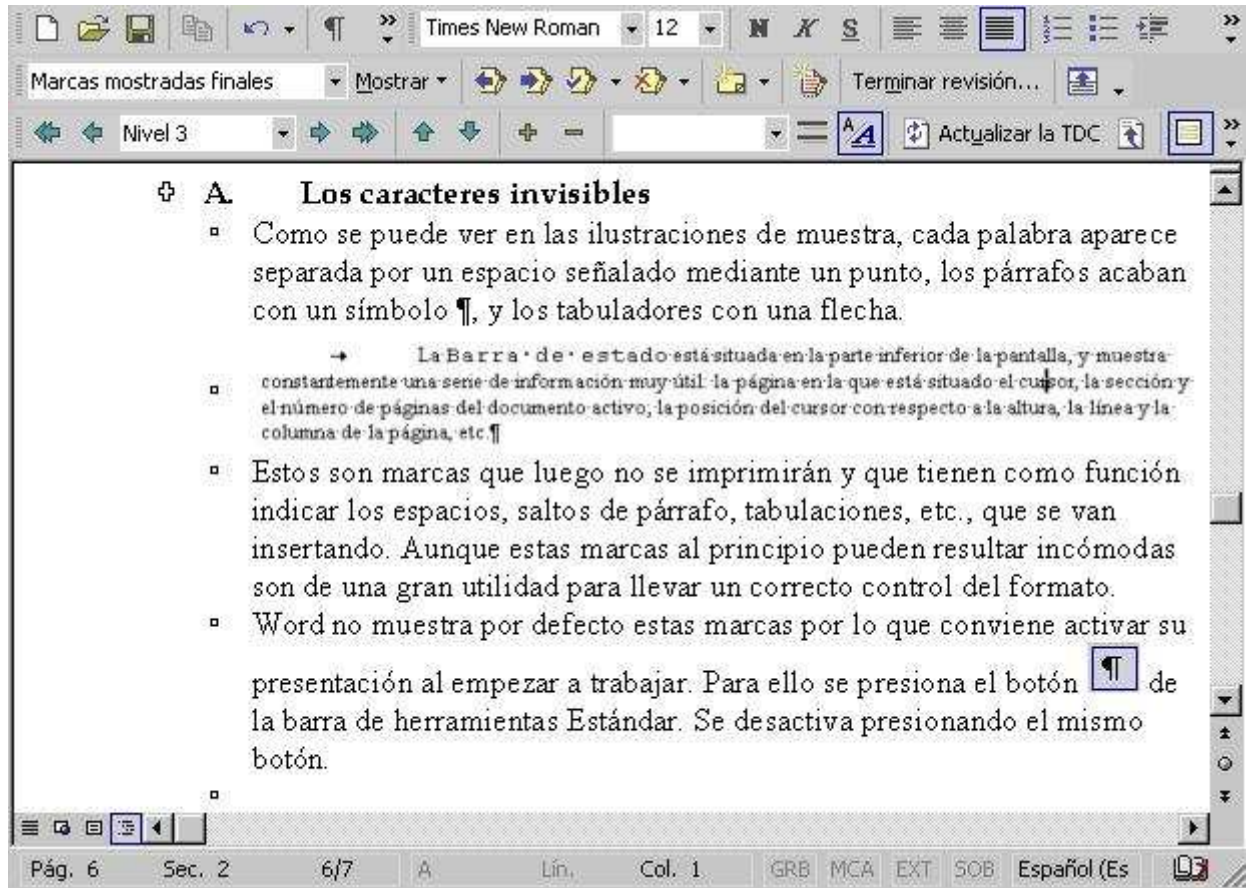 ¶ » Times New Roman 12 N K S »
Marcas mostradas finales Mostrar Terminar revisión...
Nivel 3 Actualizar la TDC »
A. Los caracteres invisibles
Como se puede ver en las ilustraciones de muestra, cada palabra aparece
separada por un espacio señalado mediante un punto, los párrafos acaban
con un símbolo ¶, y los tabuladores con una flecha.
→ La·Barra·de·estado·está·situada·en·la·parte·inferior·de·la·pantalla,·y·muestra·
constantemente·una·serie·de·información·muy·útil:·la·página·en·la·que·está·situado·el·cursor,·la·sección·y·
el·número·de·páginas·del·documento·activo,·la·posición·del·cursor·con·respecto·a·la·altura,·la·línea·y·la·
columna·de·la·página,·etc.¶
Estos son marcas que luego no se imprimirán y que tienen como función
indicar los espacios, saltos de párrafo, tabulaciones, etc., que se van
insertando. Aunque estas marcas al principio pueden resultar incómodas
son de una gran utilidad para llevar un correcto control del formato.
Word no muestra por defecto estas marcas por lo que conviene activar su
presentación al empezar a trabajar. Para ello se presiona el botón ¶ de
la barra de herramientas Estándar. Se desactiva presionando el mismo
botón.
Pág. 6 Sec. 2 6/7 A Lín. Col. 1 GRB MCA EXT SOB Español (Es